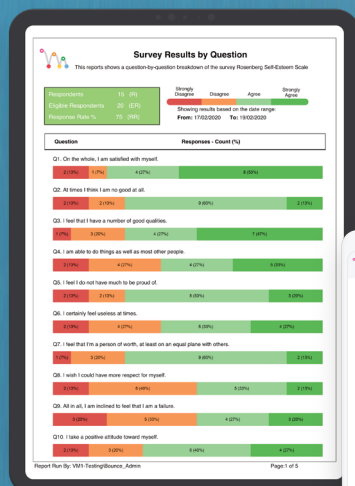 Survey Results by Question
This reports shows a question-by-question breakdown of the survey Rosenberg Self-Esteem Scale
Respondents 15 (R)
Eligible Respondents 20 (ER)
Response Rate % 75 (RR)
Strongly Disagree Disagree Agree Strongly Agree
Showing results based on the date range:
From: 17/02/2020 To: 19/02/2020
Question Responses - Count (%)
Q1. On the whole, I am satisfied with myself.
2 (13%) 1 (7%) 4 (27%) 8 (53%)
Q2. At times I think I am no good at all.
2 (13%) 2 (13%) 9 (60%) 2 (13%)
Q3. I feel that I have a number of good qualities.
1 (7%) 3 (20%) 4 (27%) 7 (47%)
Q4. I am able to do things as well as most other people.
2 (13%) 4 (27%) 4 (27%) 5 (33%)
Q5. I feel I do not have much to be proud of.
2 (13%) 2 (13%) 8 (53%) 3 (20%)
Q6. I certainly feel useless at times.
2 (13%) 4 (27%) 5 (33%) 4 (27%)
Q7. I feel that I'm a person of worth, at least on an equal plane with others.
1 (7%) 3 (20%) 9 (60%) 2 (13%)
Q8. I wish I could have more respect for myself.
2 (13%) 6 (40%) 5 (33%) 2 (13%)
Q9. All in all, I am inclined to feel that I am a failure.
3 (20%) 5 (33%) 4 (27%) 3 (20%)
Q10. I take a positive attitude toward myself.
2 (13%) 3 (20%) 6 (40%) 4 (27%)
Report Run By: VM1-Testing\Bounce_Admin Page:1 of 5